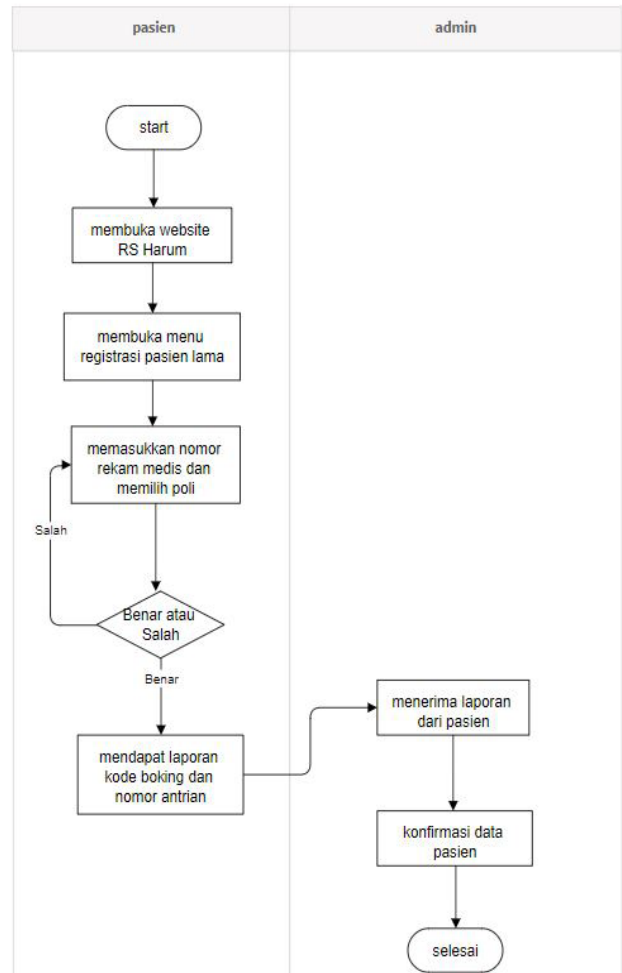 pasien
admin
start
membuka website
RS Harum
membuka menu
registrasi pasien lama
memasukkan nomor
rekam medis dan
memilih poli
Salah
Benar atau
Salah
Benar
mendapat laporan
kode boking dan
nomor antrian
menerima laporan
dari pasien
konfirmasi data
pasien
selesai